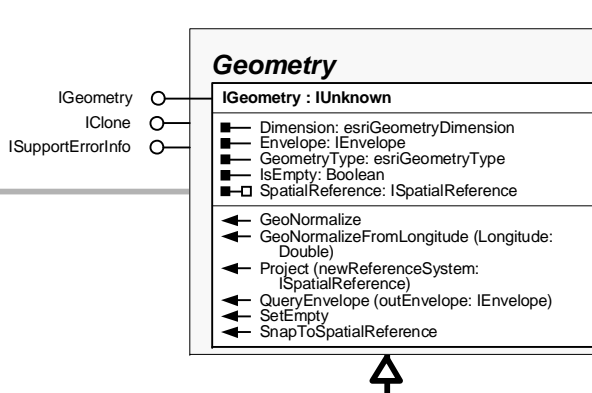 Geometry
IGeometry
IClone
ISupportErrorInfo
IGeometry : IUnknown
Dimension: esriGeometryDimension
Envelope: IEnvelope
GeometryType: esriGeometryType
IsEmpty: Boolean
SpatialReference: ISpatialReference
GeoNormalize
GeoNormalizeFromLongitude (Longitude:
Double)
Project (newReferenceSystem:
ISpatialReference)
QueryEnvelope (outEnvelope: IEnvelope)
SetEmpty
SnapToSpatialReference